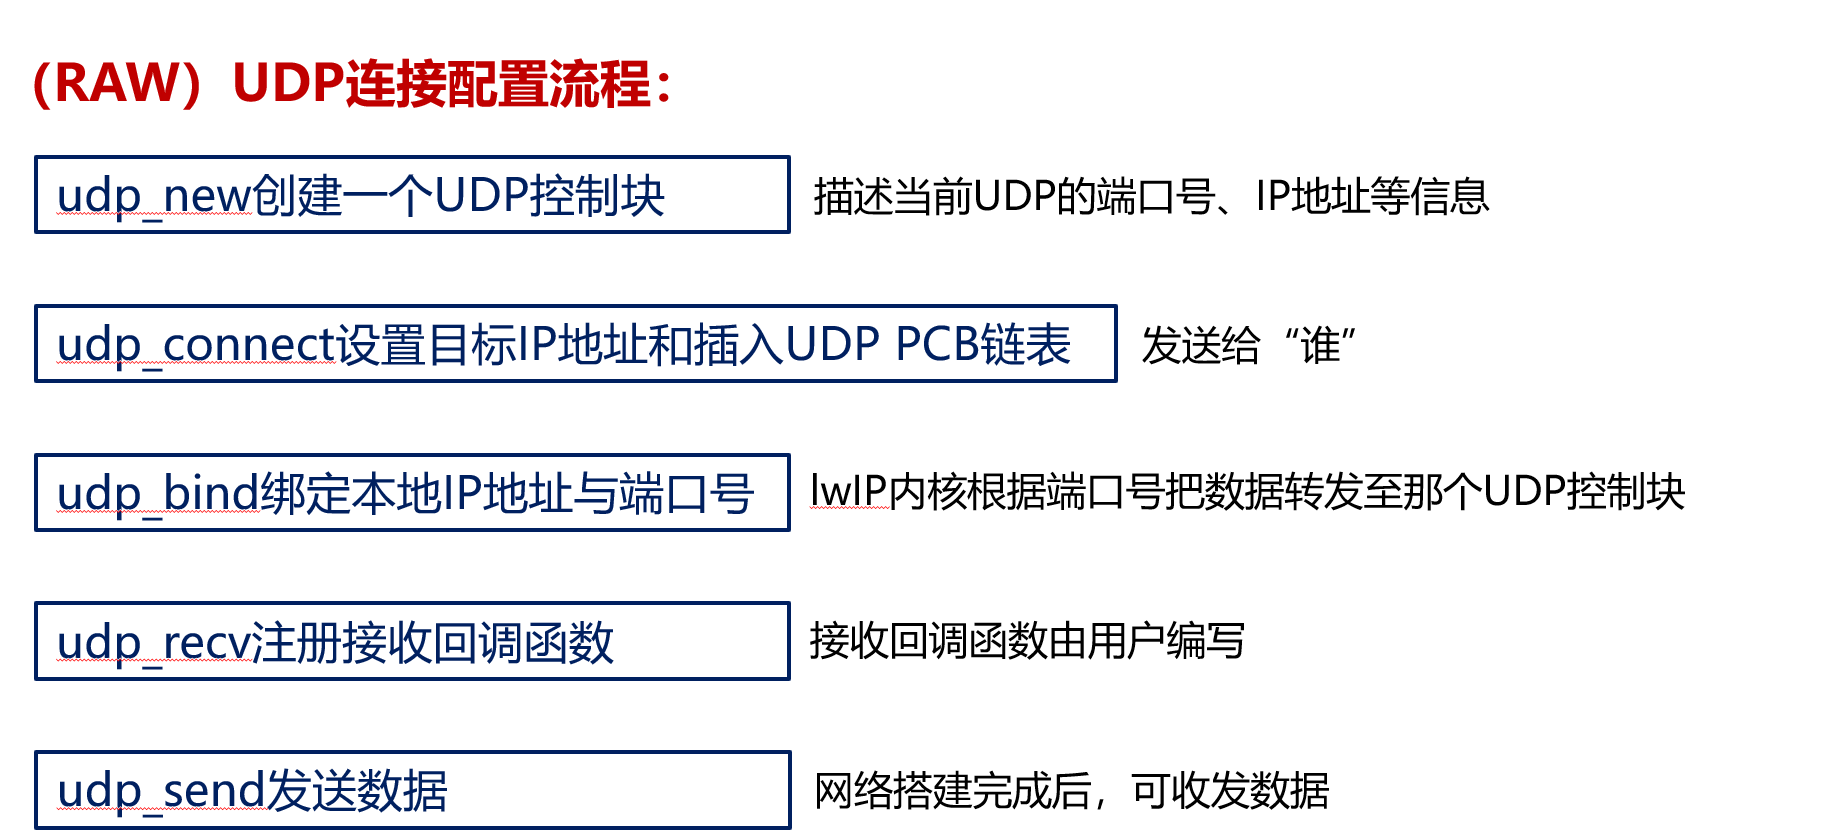 （RAW）UDP连接配置流程：
udp_new创建一个UDP控制块 描述当前UDP的端口号、IP地址等信息
udp_connect设置目标IP地址和插入UDP PCB链表 发送给“谁”
udp_bind绑定本地IP地址与端口号 lwIP内核根据端口号把数据转发至那个UDP控制块
udp_recv注册接收回调函数 接收回调函数由用户编写
udp_send发送数据 网络搭建完成后，可收发数据